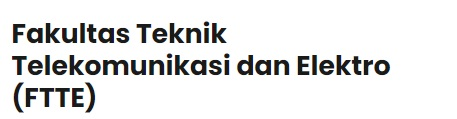 Fakultas Teknik
Telekomunikasi dan Elektro
(FTTE)